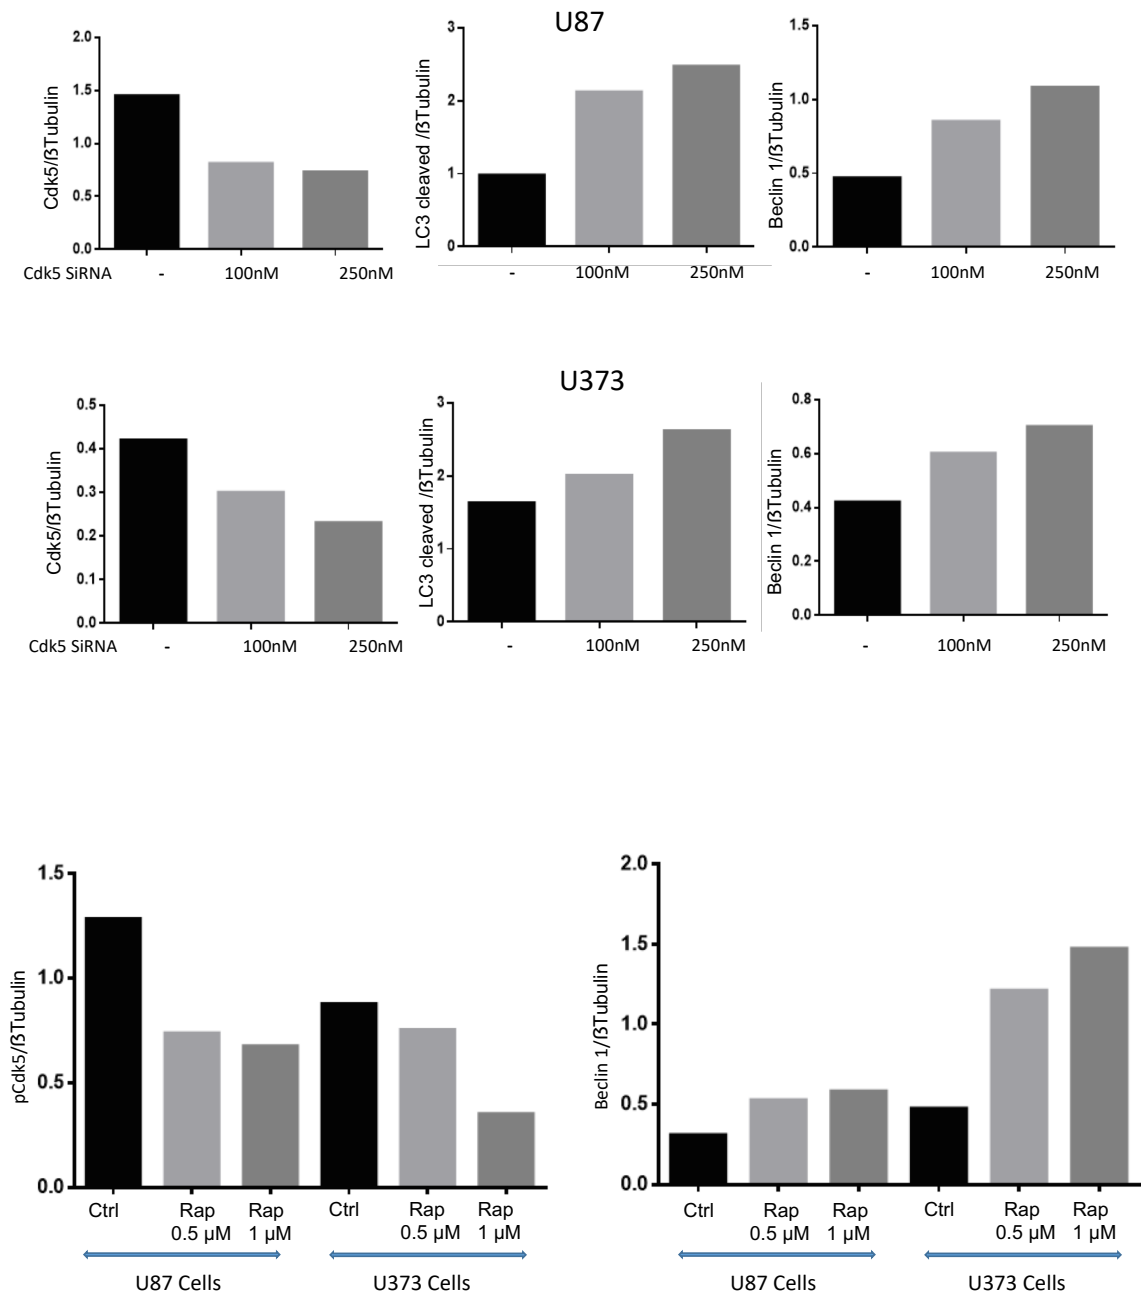 U87
2.0
1.5
1.0
0.5
0.0
Cdk5/ßTubulin
3
2
1
0
LC3 cleaved /ßTubulin
1.5
1.0
0.5
0.0
Beclin 1/ßTubulin
Cdk5 SiRNA - 100nM 250nM
- 100nM 250nM
- 100nM 250nM
U373
0.5
0.4
0.3
0.2
0.1
0.0
Cdk5/ßTubulin
3
2
1
0
LC3 cleaved /ßTubulin
0.8
0.6
0.4
0.2
0.0
Beclin 1/ßTubulin
Cdk5 SiRNA - 100nM 250nM
- 100nM 250nM
- 100nM 250nM
1.5
1.0
0.5
0.0
pCdk5/ßTubulin
Ctrl Rap Rap Ctrl Rap Rap
0.5 µM 1 µM 0.5 µM 1 µM
U87 Cells U373 Cells
2.0
1.5
1.0
0.5
0.0
Beclin 1/ßTubulin
Ctrl Rap Rap Ctrl Rap Rap
0.5 µM 1 µM 0.5 µM 1 µM
U87 Cells U373 Cells